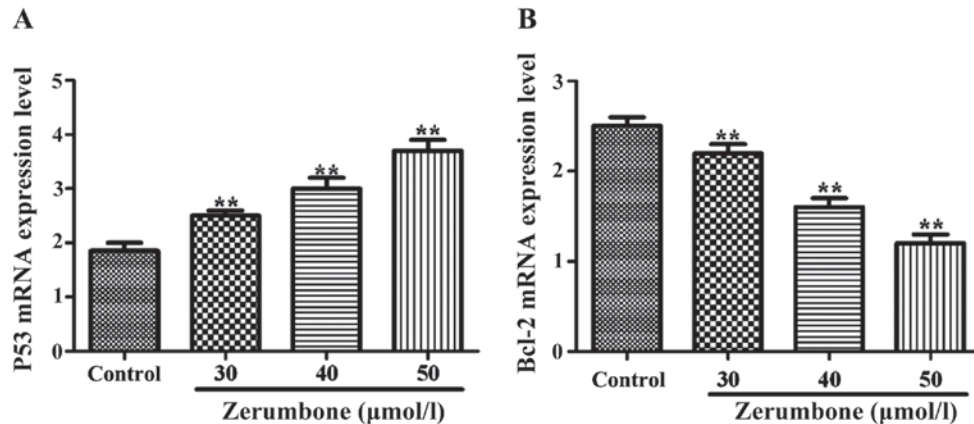 A
P53 mRNA expression level
5
4
3
2
1
0
**
**
**
Control
30
40
50
Zerumbone (μmol/l)
B
Bcl-2 mRNA expression level
3
2
1
0
**
**
**
Control
30
40
50
Zerumbone (μmol/l)